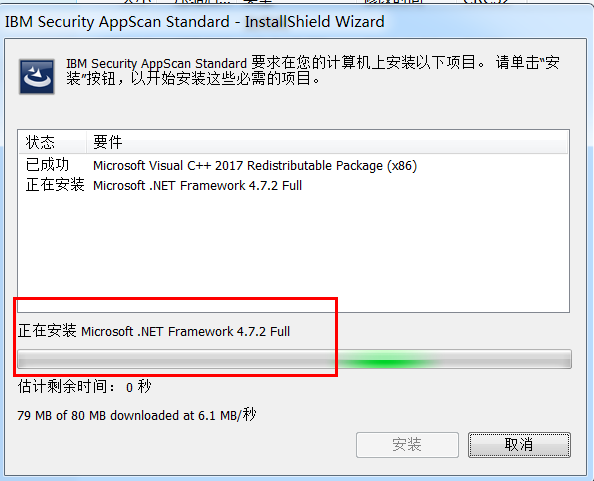 IBM Security AppScan Standard - InstallShield Wizard
IBM Security AppScan Standard 要求在您的计算机上安装以下项目。 请单击“安
装”按钮，以开始安装这些必需的项目。
状态 要件
已成功 Microsoft Visual C++ 2017 Redistributable Package (x86)
正在安装 Microsoft .NET Framework 4.7.2 Full
正在安装 Microsoft .NET Framework 4.7.2 Full
估计剩余时间： 0 秒
79 MB of 80 MB downloaded at 6.1 MB/秒
安装 取消